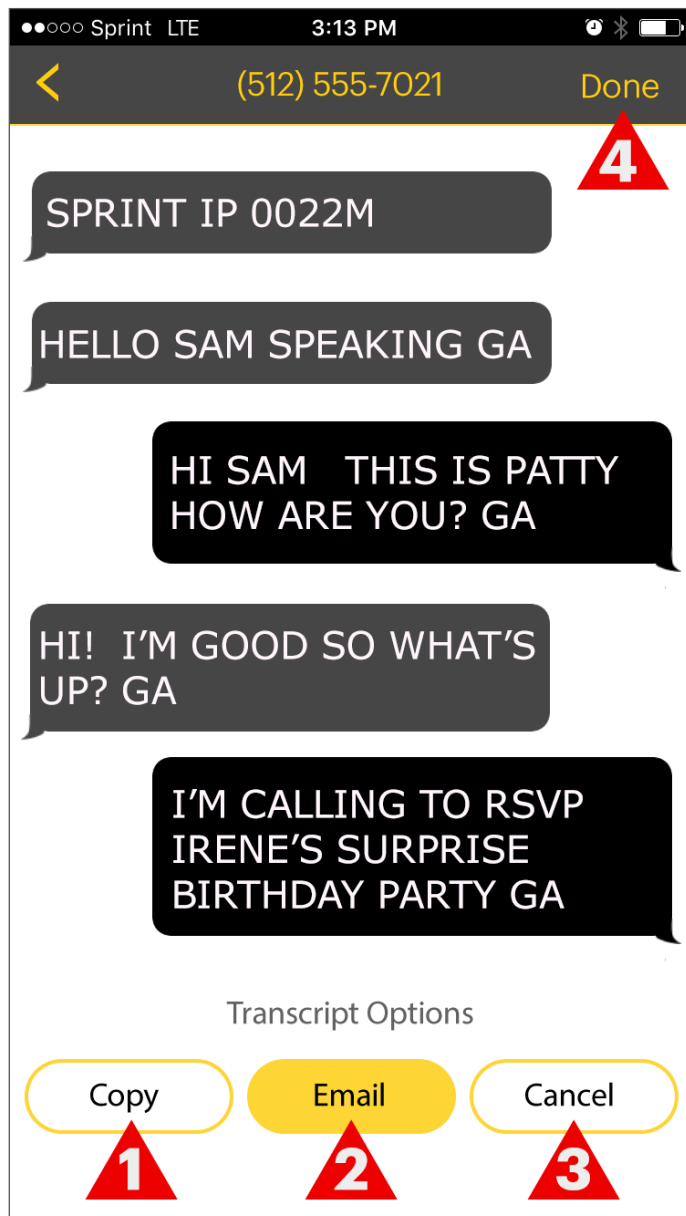 Sprint LTE 3:13 PM
(512) 555-7021 Done
4
SPRINT IP 0022M
HELLO SAM SPEAKING GA
HI SAM   THIS IS PATTY
HOW ARE YOU? GA
HI!  I'M GOOD SO WHAT'S
UP? GA
I'M CALLING TO RSVP
IRENE'S SURPRISE
BIRTHDAY PARTY GA
Transcript Options
Copy Email Cancel
1 2 3